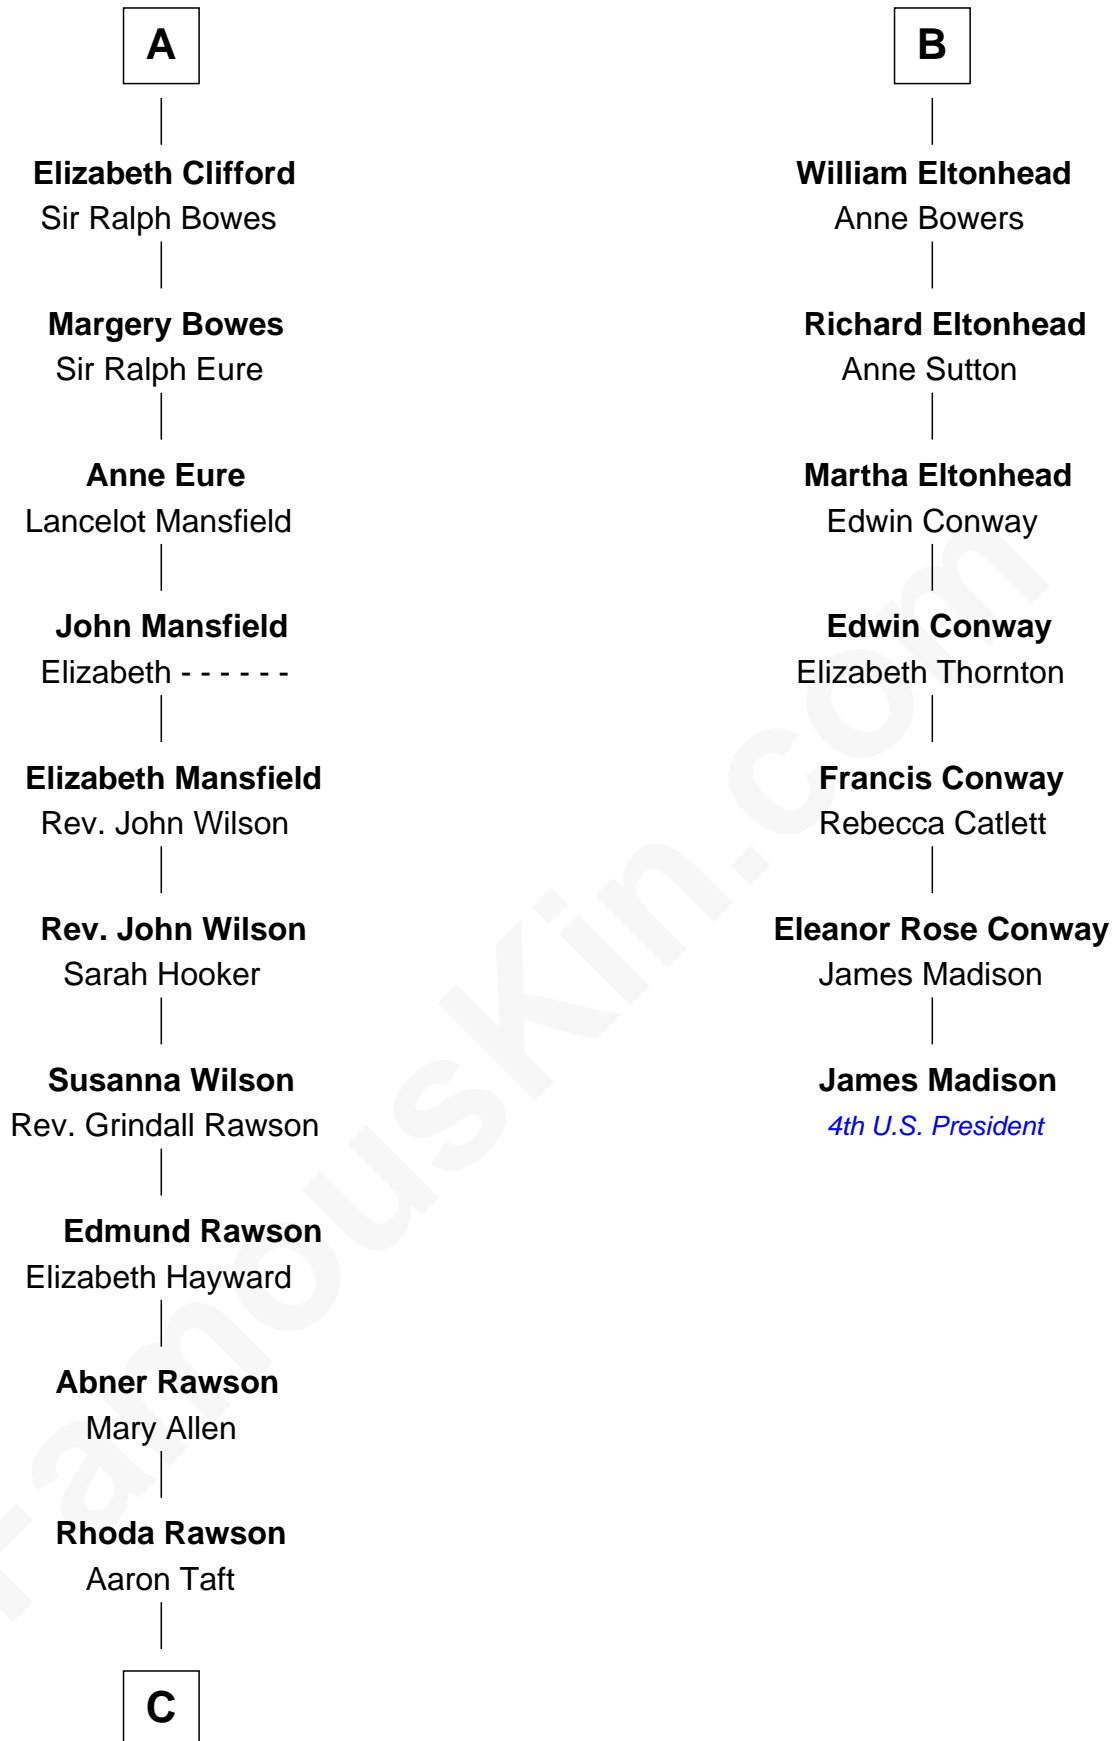 A
Elizabeth Clifford
Sir Ralph Bowes
Margery Bowes
Sir Ralph Eure
Anne Eure
Lancelot Mansfield
John Mansfield
Elizabeth - - - - - -
Elizabeth Mansfield
Rev. John Wilson
Rev. John Wilson
Sarah Hooker
Susanna Wilson
Rev. Grindall Rawson
Edmund Rawson
Elizabeth Hayward
Abner Rawson
Mary Allen
Rhoda Rawson
Aaron Taft
C
B
William Eltonhead
Anne Bowers
Richard Eltonhead
Anne Sutton
Martha Eltonhead
Edwin Conway
Edwin Conway
Elizabeth Thornton
Francis Conway
Rebecca Catlett
Eleanor Rose Conway
James Madison
James Madison
4th U.S. President
FamousKin.com